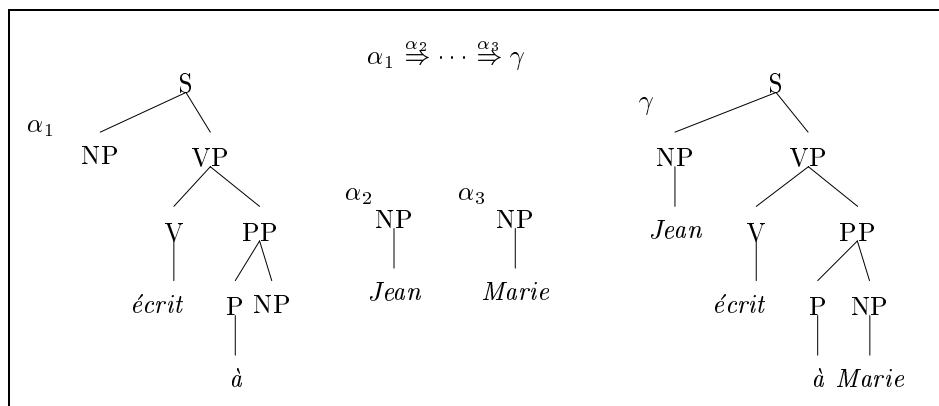 α₁ α₂⇒ ⋯ α₃⇒ γ
S
α₁
NP VP
V PP
écrit P NP
à
α₂ NP
Jean
α₃ NP
Marie
γ
S
NP VP
Jean V PP
écrit P NP
à Marie